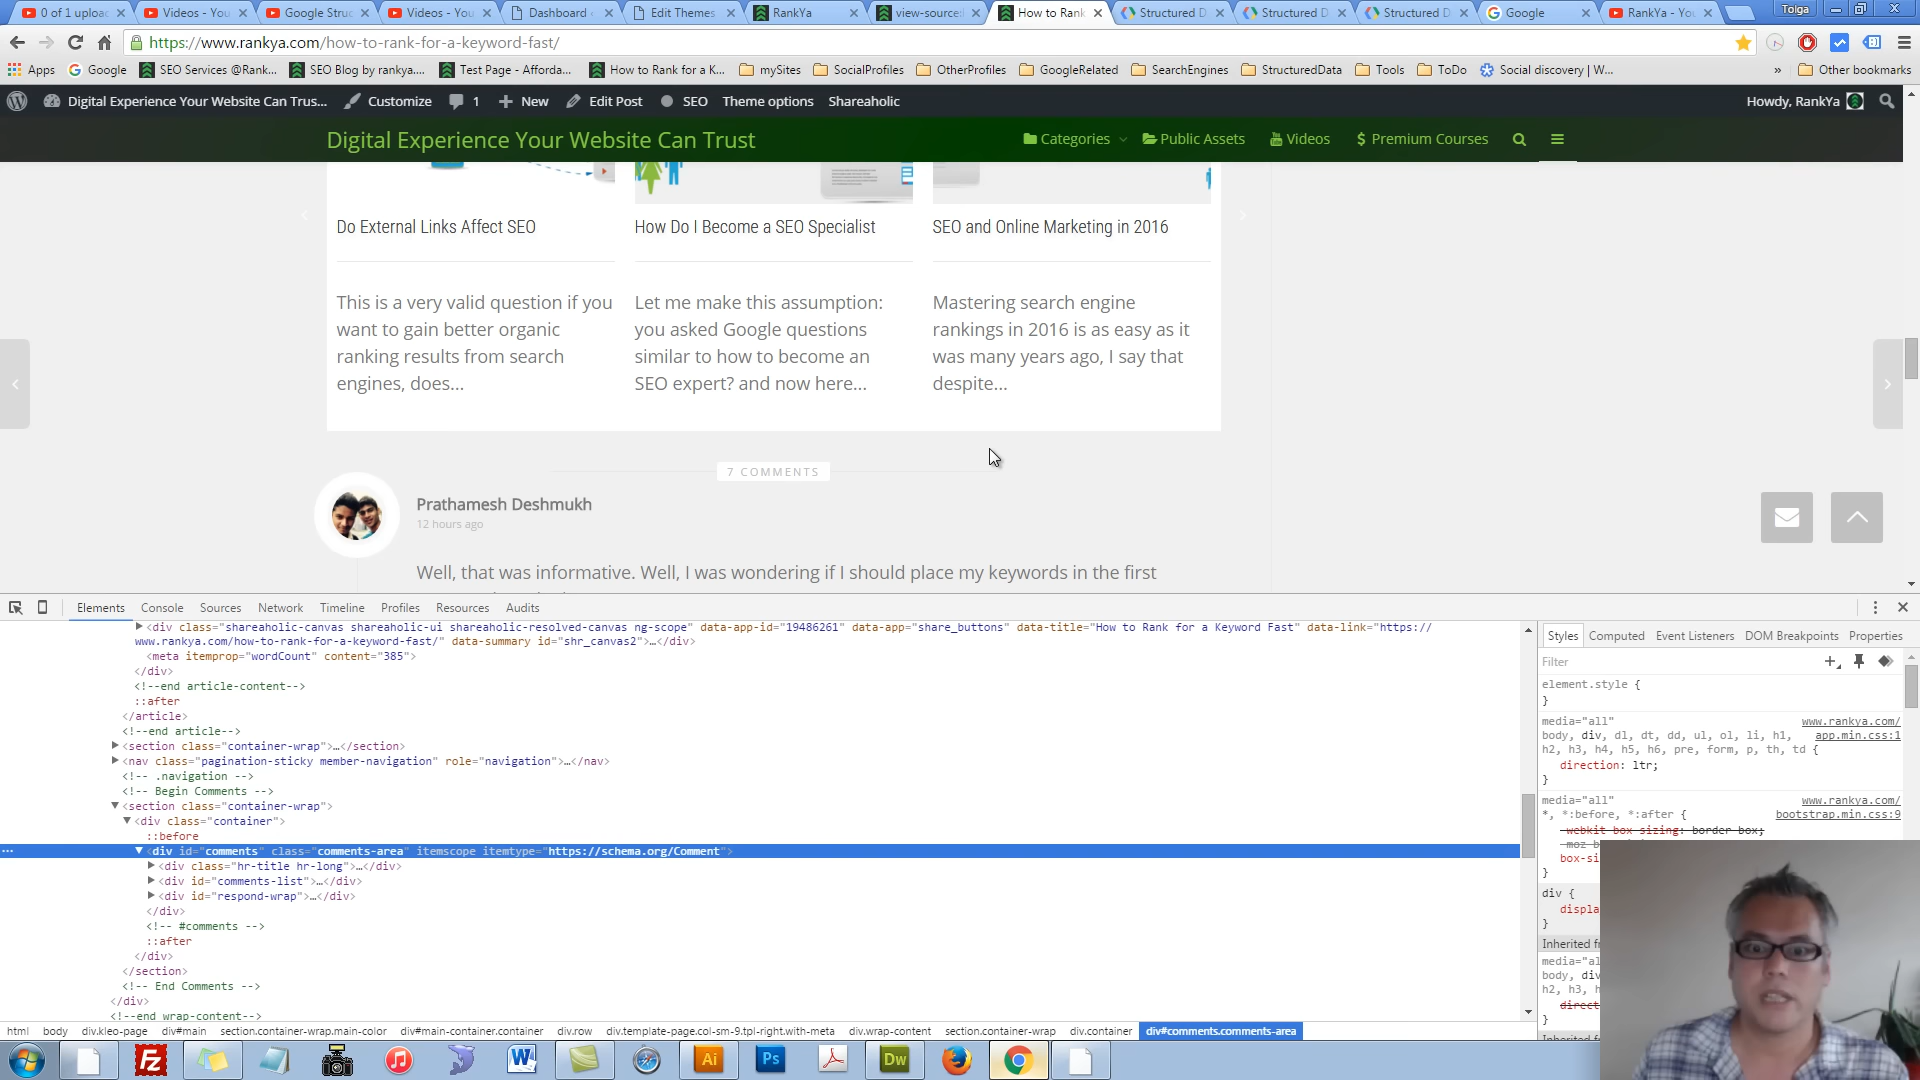 0 of 1 uploac
Videos - You
Google Struc
Videos - You
Dashboard
Edit Themes
RankYa
view-source:
How to Rank
Structured D
Structured D
Structured D
Google
RankYa - You
Tolga
https://www.rankya.com/how-to-rank-for-a-keyword-fast/
Apps
Google
SEO Services @Rank...
SEO Blog by rankya....
Test Page - Afforda...
How to Rank for a K...
mySites
SocialProfiles
OtherProfiles
GoogleRelated
SearchEngines
StructuredData
Tools
ToDo
Social discovery | W...
»
Other bookmarks
Digital Experience Your Website Can Trus...
Customize
1
New
Edit Post
SEO
Theme options
Shareaholic
Howdy, RankYa
Digital Experience Your Website Can Trust
Categories
Public Assets
Videos
$ Premium Courses
Do External Links Affect SEO
How Do I Become a SEO Specialist
SEO and Online Marketing in 2016
This is a very valid question if you
want to gain better organic
ranking results from search
engines, does...
Let me make this assumption:
you asked Google questions
similar to how to become an
SEO expert? and now here...
Mastering search engine
rankings in 2016 is as easy as it
was many years ago, I say that
despite...
7 COMMENTS
Prathamesh Deshmukh
12 hours ago
Well, that was informative. Well, I was wondering if I should place my keywords in the first
Elements
Console
Sources
Network
Timeline
Profiles
Resources
Audits
<div class="shareaholic-canvas shareaholic-ui shareaholic-resolved-canvas ng-scope" data-app-id="19486261" data-app="share_buttons" data-title="How to Rank for a Keyword Fast" data-link="https://
www.rankya.com/how-to-rank-for-a-keyword-fast/" data-summary id="shr_canvas2">…</div>
<meta itemprop="wordCount" content="385">
</div>
<!--end article-content-->
::after
</article>
<!--end article-->
<section class="container-wrap">…</section>
<nav class="pagination-sticky member-navigation" role="navigation">…</nav>
<!-- .navigation -->
<!-- Begin Comments -->
<section class="container-wrap">
<div class="container">
::before
<div id="comments" class="comments-area" itemscope itemtype="https://schema.org/Comment">
<div class="hr-title hr-long">…</div>
<div id="comments-list">…</div>
<div id="respond-wrap">…</div>
</div>
<!-- #comments -->
::after
</div>
</section>
<!-- End Comments -->
</div>
<!--end wrap-content-->
html
body
div.kleo-page
div#main
section.container-wrap.main-color
div#main-container.container
div.row
div.template-page.col-sm-9.tpl-right.with-meta
div.wrap-content
section.container-wrap
div.container
div#comments.comments-area
Styles
Computed
Event Listeners
DOM Breakpoints
Properties
Filter
element.style {
}
media="all"
www.rankya.com/
body, div, dl, dt, dd, ul, ol, li, h1,
app.min.css:1
h2, h3, h4, h5, h6, pre, form, p, th, td {
direction: ltr;
}
media="all"
www.rankya.com/
*, *:before, *:after {
bootstrap.min.css:9
-webkit-box-sizing: border-box;
-moz-bo
box-si
}
div {
displa
}
Inherited fr
media="al
body, div
h2, h3, h
direct
}
Fz
W
Ai
Ps
Dw